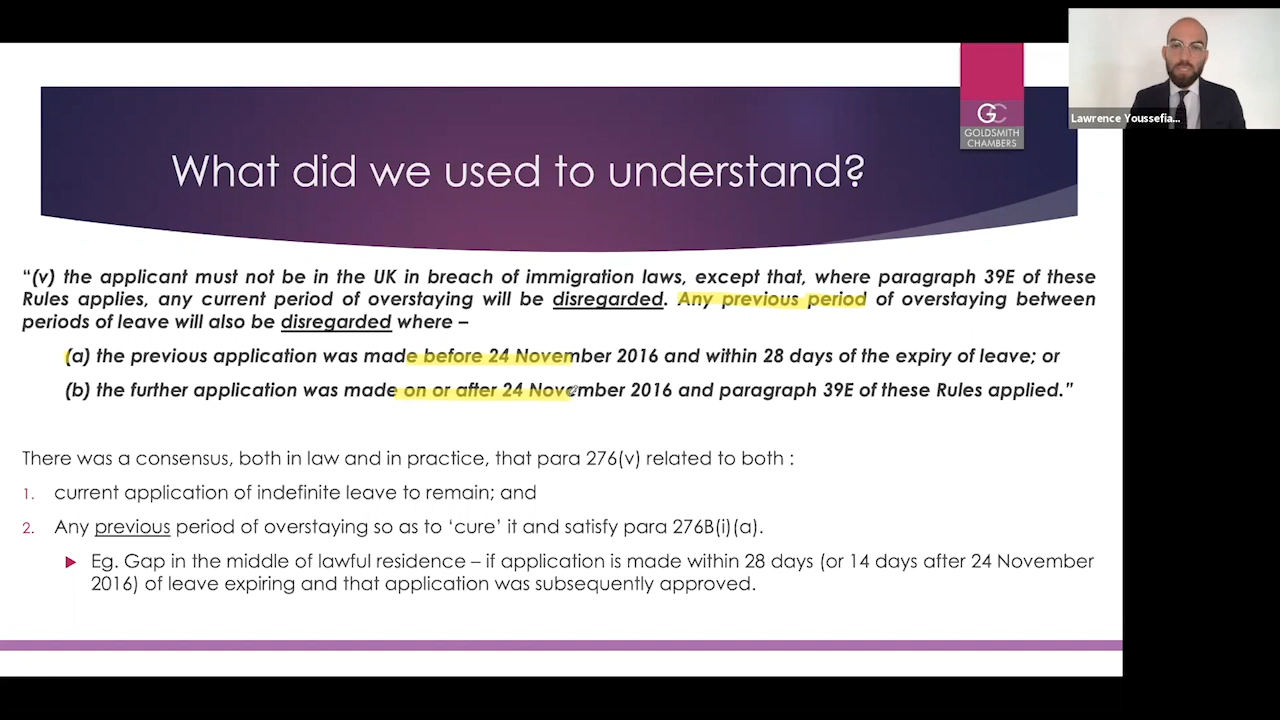 Lawrence Youssefia...
GC
GOLDSMITH
CHAMBERS
What did we used to understand?
“(v) the applicant must not be in the UK in breach of immigration laws, except that, where paragraph 39E of these
Rules applies, any current period of overstaying will be disregarded. Any previous period of overstaying between
periods of leave will also be disregarded where –
(a) the previous application was made before 24 November 2016 and within 28 days of the expiry of leave; or
(b) the further application was made on or after 24 November 2016 and paragraph 39E of these Rules applied.”
There was a consensus, both in law and in practice, that para 276(v) related to both :
1. current application of indefinite leave to remain; and
2. Any previous period of overstaying so as to ‘cure’ it and satisfy para 276B(i)(a).
Eg. Gap in the middle of lawful residence – if application is made within 28 days (or 14 days after 24 November
2016) of leave expiring and that application was subsequently approved.